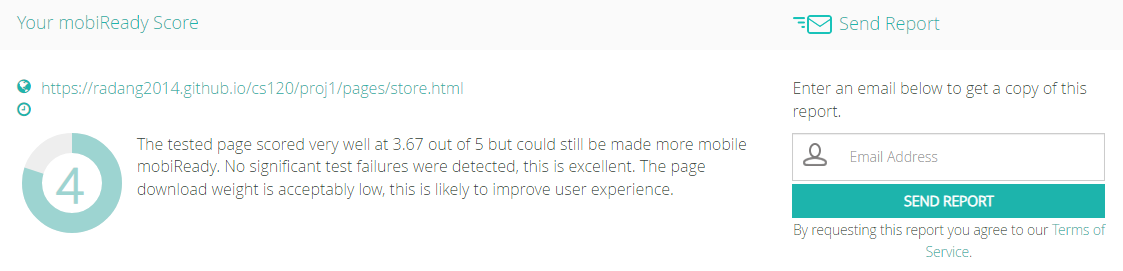 Your mobiReady Score
Send Report
https://radang2014.github.io/cs120/proj1/pages/store.html
4
The tested page scored very well at 3.67 out of 5 but could still be made more mobile
mobiReady. No significant test failures were detected, this is excellent. The page
download weight is acceptably low, this is likely to improve user experience.
Enter an email below to get a copy of this
report.
Email Address
SEND REPORT
By requesting this report you agree to our Terms of
Service.